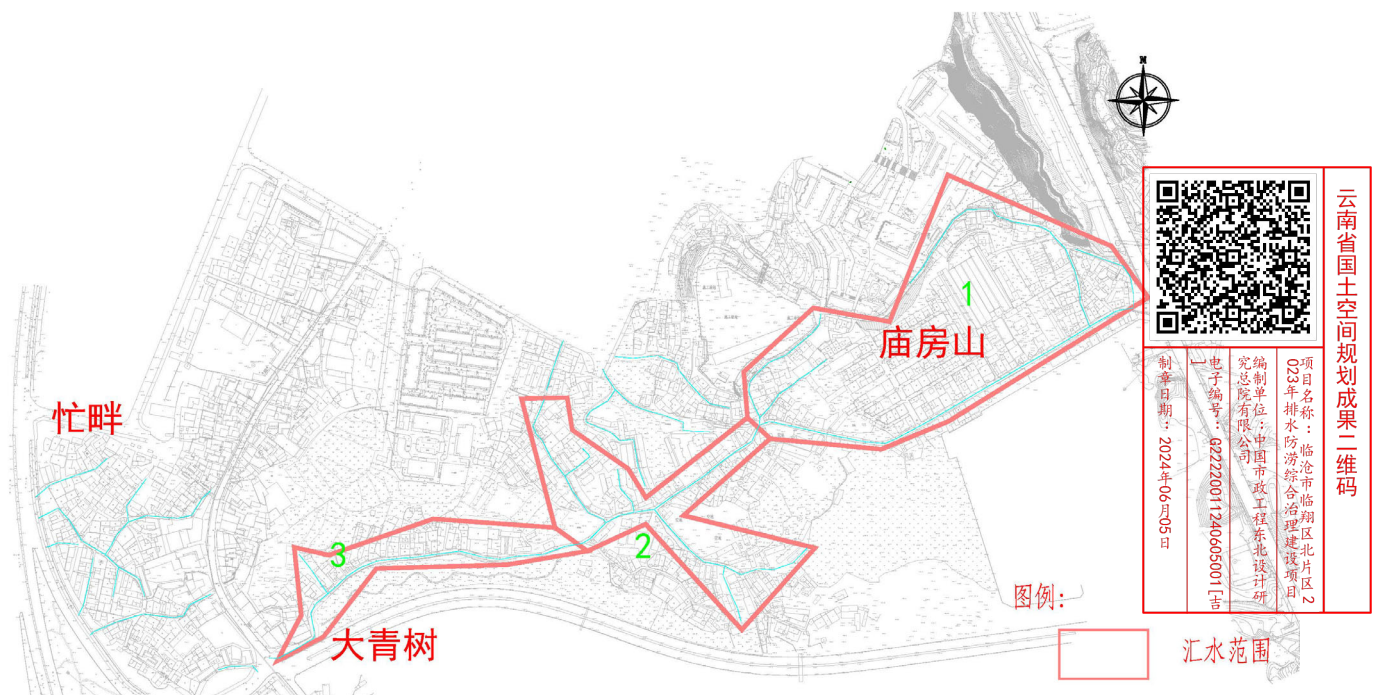 N
1
庙房山
忙畔
3
2
大青树
图例:
汇水范围
云南省国土空间规划成果二维码
项目名称：临沧市临翔区北片区2
023年排水防涝综合治理建设项目
编制单位：中国市政工程东北设计研
究总院有限公司
电子编号：G22220011240605001[吉
]
制章日期：2024年06月05日